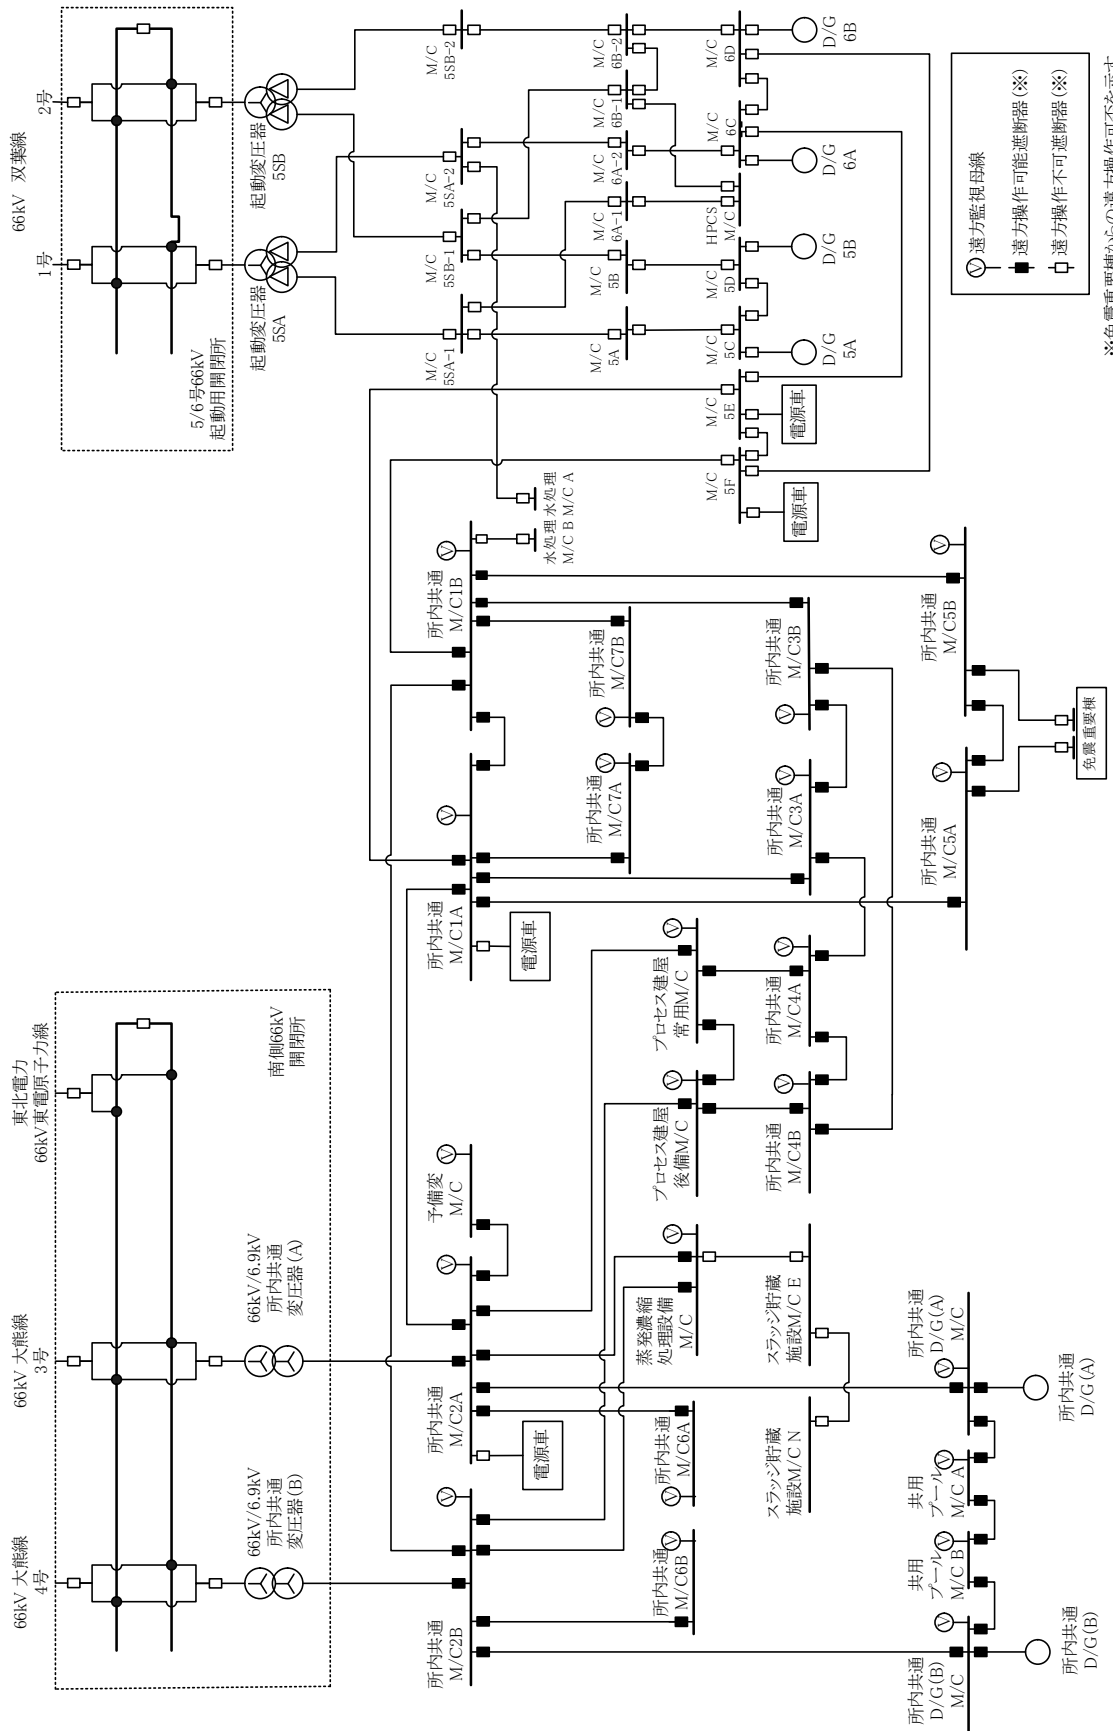 66kV 大熊線
4号
66kV 大熊線
3号
東北電力
66kV東電原子力線
南側66kV
開閉所
66kV/6.9kV
所内共通
変圧器(B)
66kV/6.9kV
所内共通
変圧器(A)
66kV 双葉線
1号
2号
5/6号66kV
起動用開閉所
起動変圧器
5SA
起動変圧器
5SB
所内共通
M/C2B
所内共通
M/C2A
電源車
予備変
M/C
所内共通
M/C1A
電源車
所内共通
M/C1B
水処理
M/C B
水処理
M/C A
M/C
5SA-1
M/C
5SB-1
M/C
5SA-2
M/C
5SB-2
M/C
5A
M/C
5B
M/C
6A-1
M/C
6A-2
M/C
6B-1
M/C
6B-2
所内共通
M/C6B
所内共通
M/C6A
蒸発濃縮
処理設備
M/C
プロセス建屋
後備M/C
プロセス建屋
常用M/C
所内共通
M/C7A
所内共通
M/C7B
スラッジ貯蔵
施設M/C N
スラッジ貯蔵
施設M/C E
所内共通
M/C4B
所内共通
M/C4A
所内共通
M/C3A
所内共通
M/C3B
M/C
5F
電源車
M/C
5E
電源車
M/C
5C
M/C
5D
HPCS
M/C
M/C
6C
M/C
6D
D/G
5A
D/G
5B
D/G
6A
D/G
6B
所内共通
D/G(B)
M/C
共用
プール
M/C B
共用
プール
M/C A
所内共通
D/G(A)
M/C
所内共通
D/G(B)
所内共通
D/G(A)
所内共通
M/C5A
所内共通
M/C5B
免震重要棟
V 遠方監視母線
遠方操作可能遮断器(※)
遠方操作不可遮断器(※)
※免震重要棟からの遠方操作可否を示す